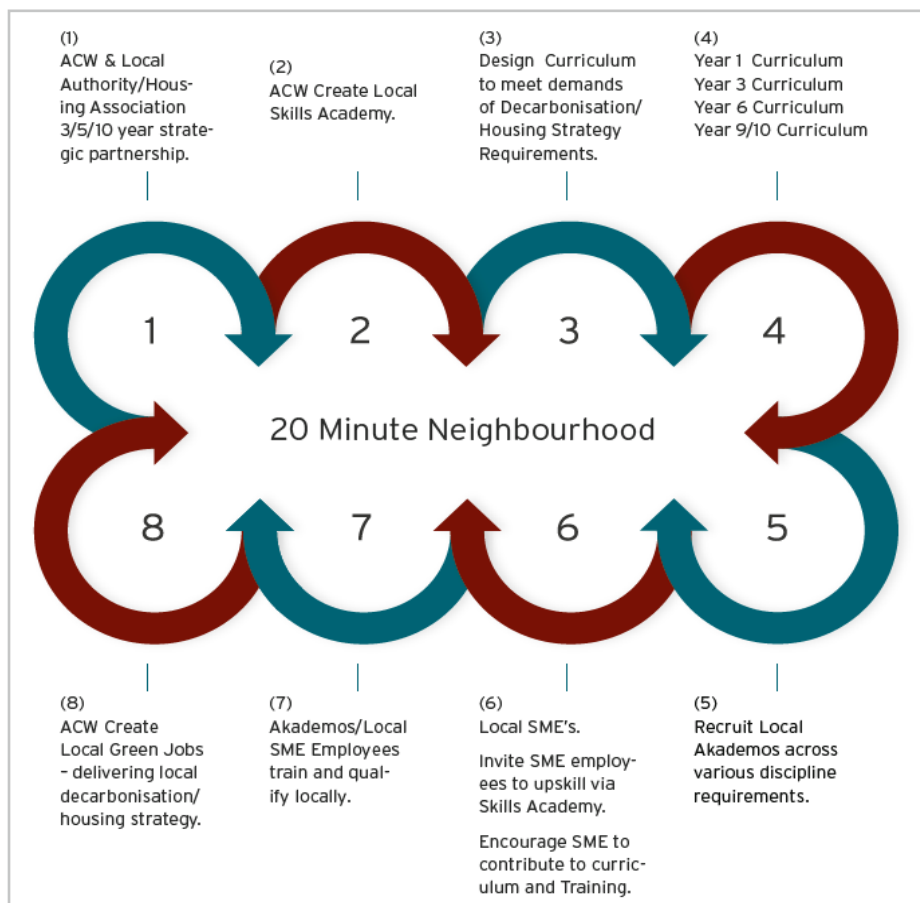 (1)
ACW & Local
Authority/Hous-
ing Association
3/5/10 year strate-
gic partnership.
(2)
ACW Create Local
Skills Academy.
(3)
Design Curriculum
to meet demands
of Decarbonisation/
Housing Strategy
Requirements.
(4)
Year 1 Curriculum
Year 3 Curriculum
Year 6 Curriculum
Year 9/10 Curriculum
1
2
3
4
20 Minute Neighbourhood
8
7
6
5
(8)
ACW Create
Local Green Jobs
– delivering local
decarbonisation/
housing strategy.
(7)
Akademos/Local
SME Employees
train and qual-
ify locally.
(6)
Local SME's.
Invite SME employ-
ees to upskill via
Skills Academy.
Encourage SME to
contribute to curric-
ulum and Training.
(5)
Recruit Local
Akademos across
various discipline
requirements.